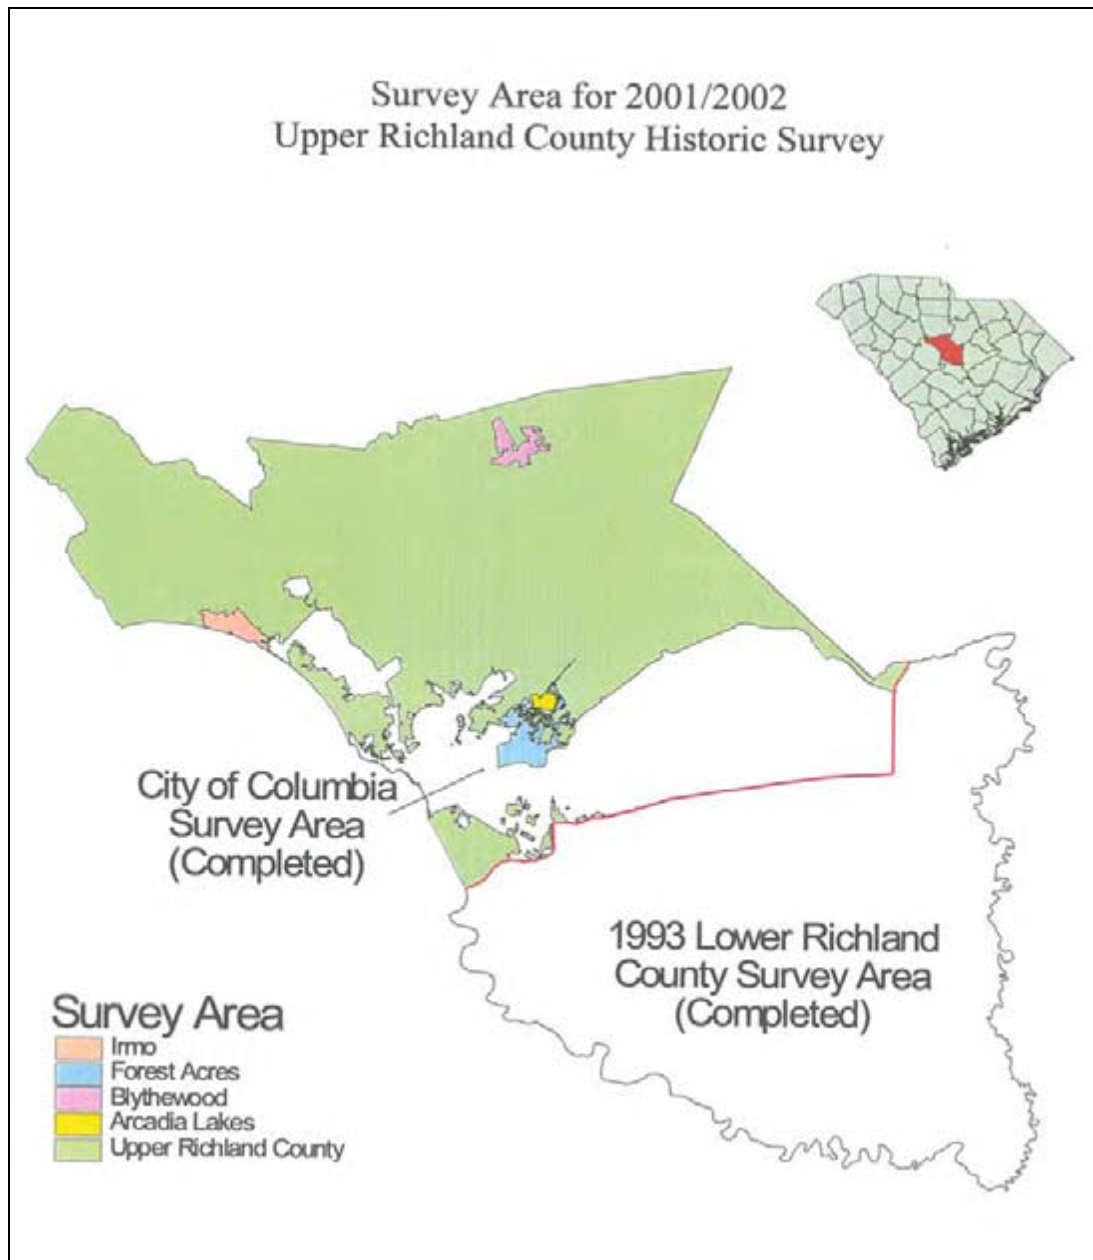 Survey Area for 2001/2002
Upper Richland County Historic Survey
City of Columbia
Survey Area
(Completed)
1993 Lower Richland
County Survey Area
(Completed)
Survey Area
Irmo
Forest Acres
Blythewood
Arcadia Lakes
Upper Richland County